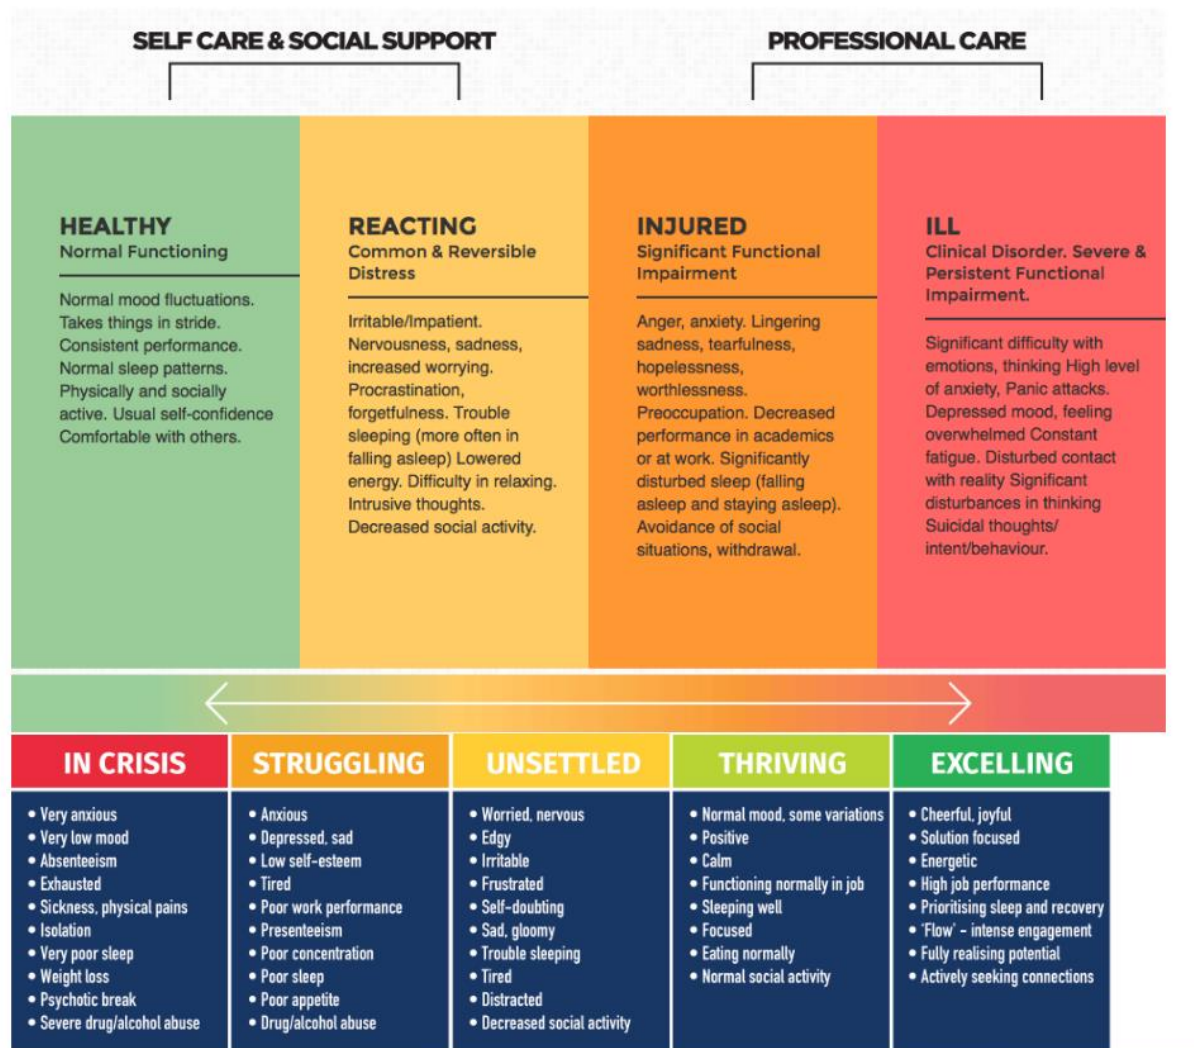 SELF CARE & SOCIAL SUPPORT
PROFESSIONAL CARE
HEALTHY
Normal Functioning
Normal mood fluctuations.
Takes things in stride.
Consistent performance.
Normal sleep patterns.
Physically and socially
active. Usual self-confidence
Comfortable with others.
REACTING
Common & Reversible
Distress
Irritable/Impatient.
Nervousness, sadness,
increased worrying.
Procrastination,
forgetfulness. Trouble
sleeping (more often in
falling asleep) Lowered
energy. Difficulty in relaxing.
Intrusive thoughts.
Decreased social activity.
INJURED
Significant Functional
Impairment
Anger, anxiety. Lingering
sadness, tearfulness,
hopelessness,
worthlessness.
Preoccupation. Decreased
performance in academics
or at work. Significantly
disturbed sleep (falling
asleep and staying asleep).
Avoidance of social
situations, withdrawal.
ILL
Clinical Disorder. Severe &
Persistent Functional
Impairment.
Significant difficulty with
emotions, thinking High level
of anxiety, Panic attacks.
Depressed mood, feeling
overwhelmed Constant
fatigue. Disturbed contact
with reality Significant
disturbances in thinking
Suicidal thoughts/
intent/behaviour.
IN CRISIS
• Very anxious
• Very low mood
• Absenteeism
• Exhausted
• Sickness, physical pains
• Isolation
• Very poor sleep
• Weight loss
• Psychotic break
• Severe drug/alcohol abuse
STRUGGLING
• Anxious
• Depressed, sad
• Low self-esteem
• Tired
• Poor work performance
• Presenteeism
• Poor concentration
• Poor sleep
• Poor appetite
• Drug/alcohol abuse
UNSETTLED
• Worried, nervous
• Edgy
• Irritable
• Frustrated
• Self-doubting
• Sad, gloomy
• Trouble sleeping
• Tired
• Distracted
• Decreased social activity
THRIVING
• Normal mood, some variations
• Positive
• Calm
• Functioning normally in job
• Sleeping well
• Focused
• Eating normally
• Normal social activity
EXCELLING
• Cheerful, joyful
• Solution focused
• Energetic
• High job performance
• Prioritising sleep and recovery
• 'Flow' - intense engagement
• Fully realising potential
• Actively seeking connections